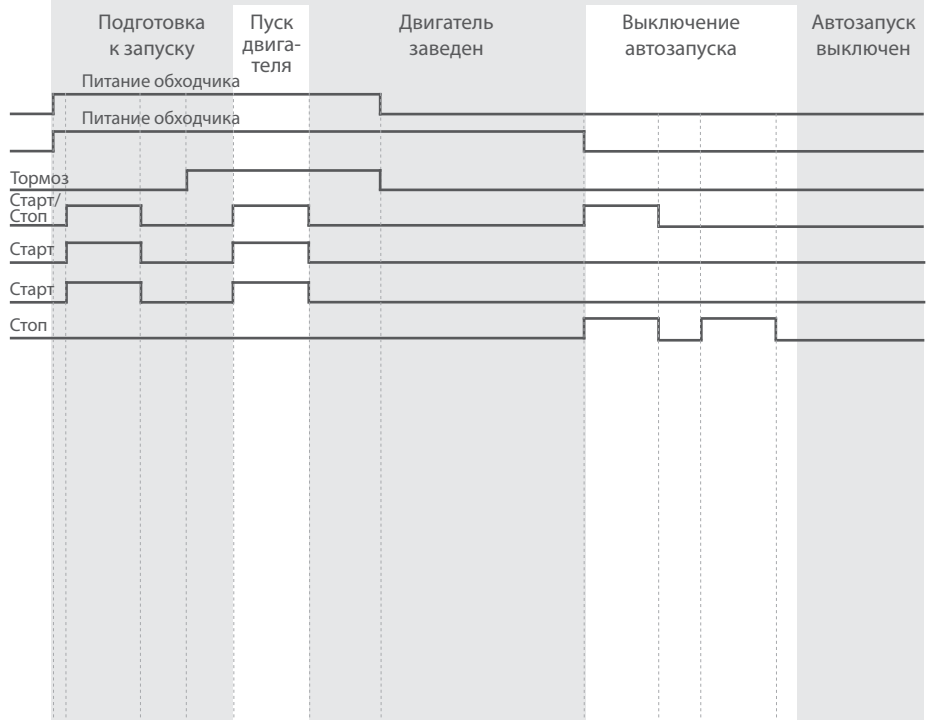 Подготовка
к запуску
Пуск
двига-
теля
Двигатель
заведен
Выключение
автозапуска
Автозапуск
выключен
Питание обходчика
Питание обходчика
Тормоз
Старт/
Стоп
Старт
Старт
Стоп